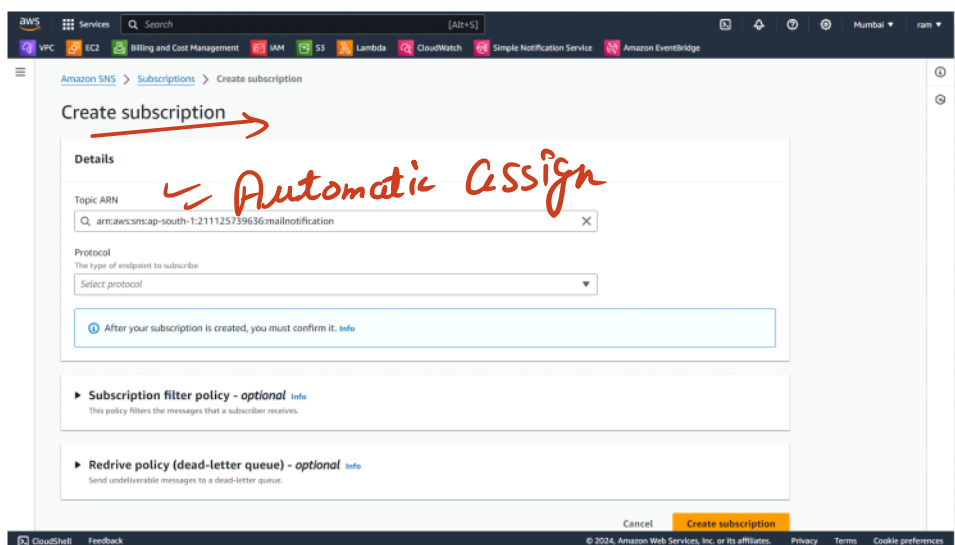 aws Services Search [Alt+S] Mumbai ram
VPC EC2 Billing and Cost Management IAM S3 Lambda CloudWatch Simple Notification Service Amazon EventBridge
Amazon SNS > Subscriptions > Create subscription
Create subscription
Details
Automatic assign
Topic ARN
arn:aws:sns:ap-south-1:211125739636:mailnotification
Protocol
The type of endpoint to subscribe
Select protocol
After your subscription is created, you must confirm it. Info
Subscription filter policy - optional Info
This policy filters the messages that a subscriber receives.
Redrive policy (dead-letter queue) - optional Info
Send undeliverable messages to a dead-letter queue.
Cancel Create subscription
CloudShell Feedback © 2024, Amazon Web Services, Inc. or its affiliates. Privacy Terms Cookie preferences